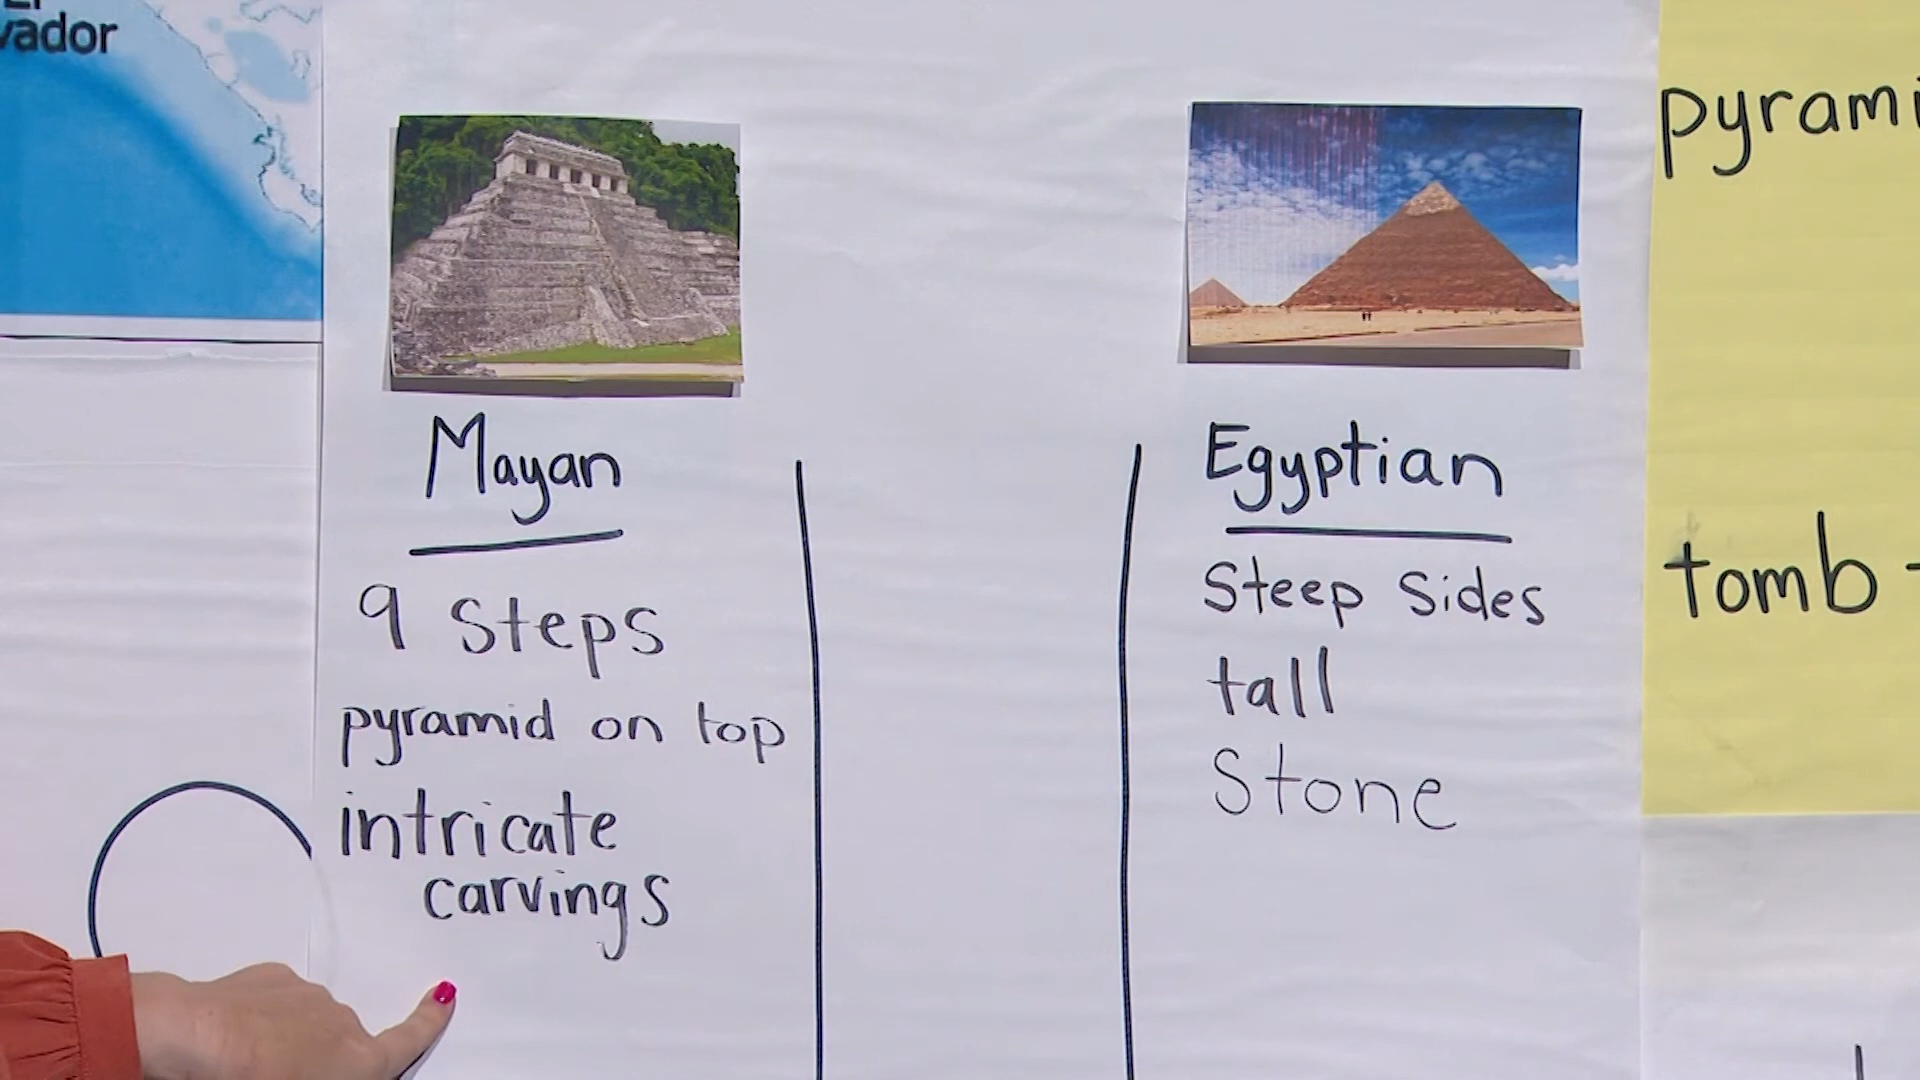 vador
Mayan
9 Steps
pyramid on top
intricate
carvings
Egyptian
Steep Sides
tall
Stone
pyrami
tomb -